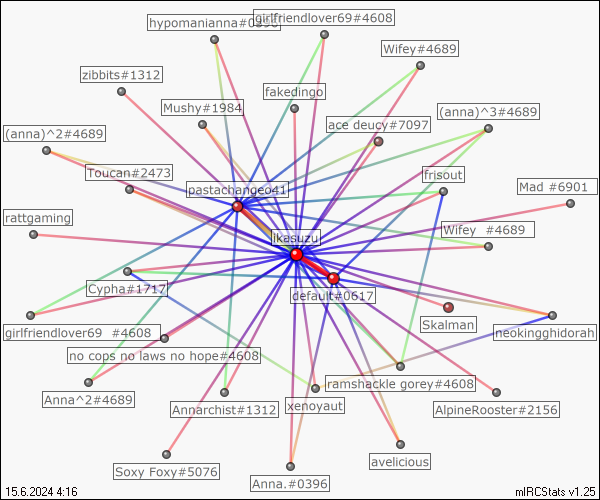 hypomanianna#0396
girlfriendlover69#4608
Wifey#4689
zibbits#1312
fakedingo
Mushy#1984
(anna)^3#4689
ace deucy#7097
(anna)^2#4689
Toucan#2473
frisout
pastachangeo41
Mad #6901
rattgaming
Wifey  #4689
ikasuzu
Cypha#1717
default#0617
girlfriendlover69  #4608
Skalman
neokingghidorah
no cops no laws no hope#4608
ramshackle gorey#4608
Anna^2#4689
Annarchist#1312
xenoyaut
AlpineRooster#2156
avelicious
Soxy Foxy#5076
Anna.#0396
15.6.2024 4:16
mIRCStats v1.25